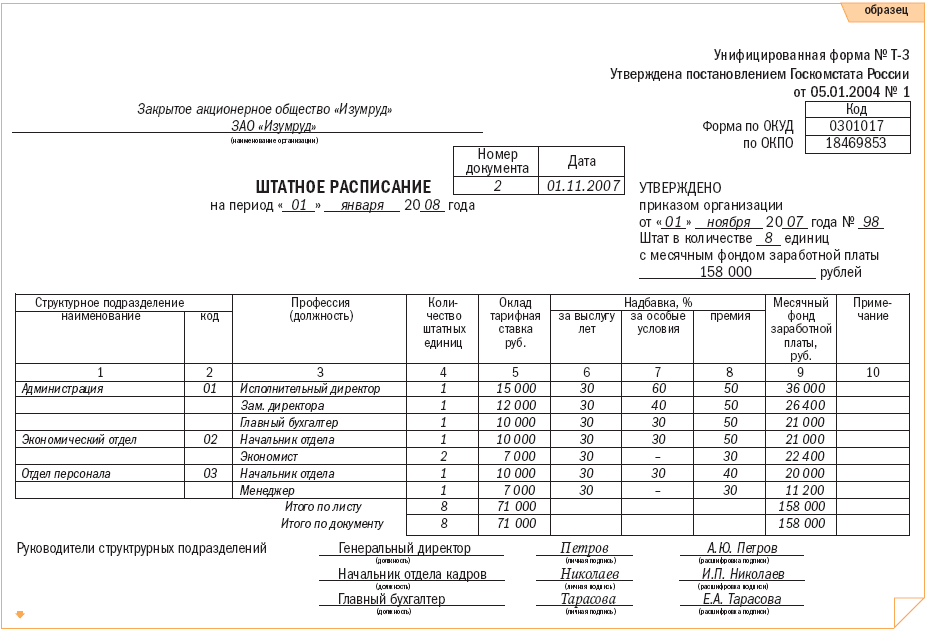 образец
Унифицированная форма № Т-3
Утверждена постановлением Госкомстата России
от 05.01.2004 № 1
Код
Форма по ОКУД 0301017
по ОКПО 18469853
Закрытое акционерное общество «Изумруд»
ЗАО «Изумруд»
(наименование организации)
Номер документа Дата
2 01.11.2007
ШТАТНОЕ РАСПИСАНИЕ
на период « 01 » января 20 08 года
УТВЕРЖДЕНО
приказом организации
от « 01 » ноября 20 07 года № 98
Штат в количестве 8 единиц
с месячным фондом заработной платы
158 000 рублей
Структурное подразделение Профессия (должность) Коли-чество штатных единиц Оклад тарифная ставка руб. Надбавка, % Месячный фонд заработной платы, руб. Приме-чание
наименование код за выслугу лет за особые условия премия
1 2 3 4 5 6 7 8 9 10
Администрация 01 Исполнительный директор 1 15 000 30 60 50 36 000
Зам. директора 1 12 000 30 40 50 26 400
Главный бухгалтер 1 10 000 30 30 50 21 000
Экономический отдел 02 Начальник отдела 1 10 000 30 30 50 21 000
Экономист 2 7 000 30 – 30 22 400
Отдел персонала 03 Начальник отдела 1 10 000 30 30 40 20 000
Менеджер 1 7 000 30 – 30 11 200
Итого по листу 8 71 000 158 000
Итого по документу 8 71 000 158 000
Руководители структрурных подразделений Генеральный директор Петров А.Ю. Петров
(должность) (личная подпись) (расшифровка подписи)
Начальник отдела кадров Николаев И.П. Николаев
(должность) (личная подпись) (расшифровка подписи)
Главный бухгалтер Тарасова Е.А. Тарасова
(должность) (личная подпись) (расшифровка подписи)